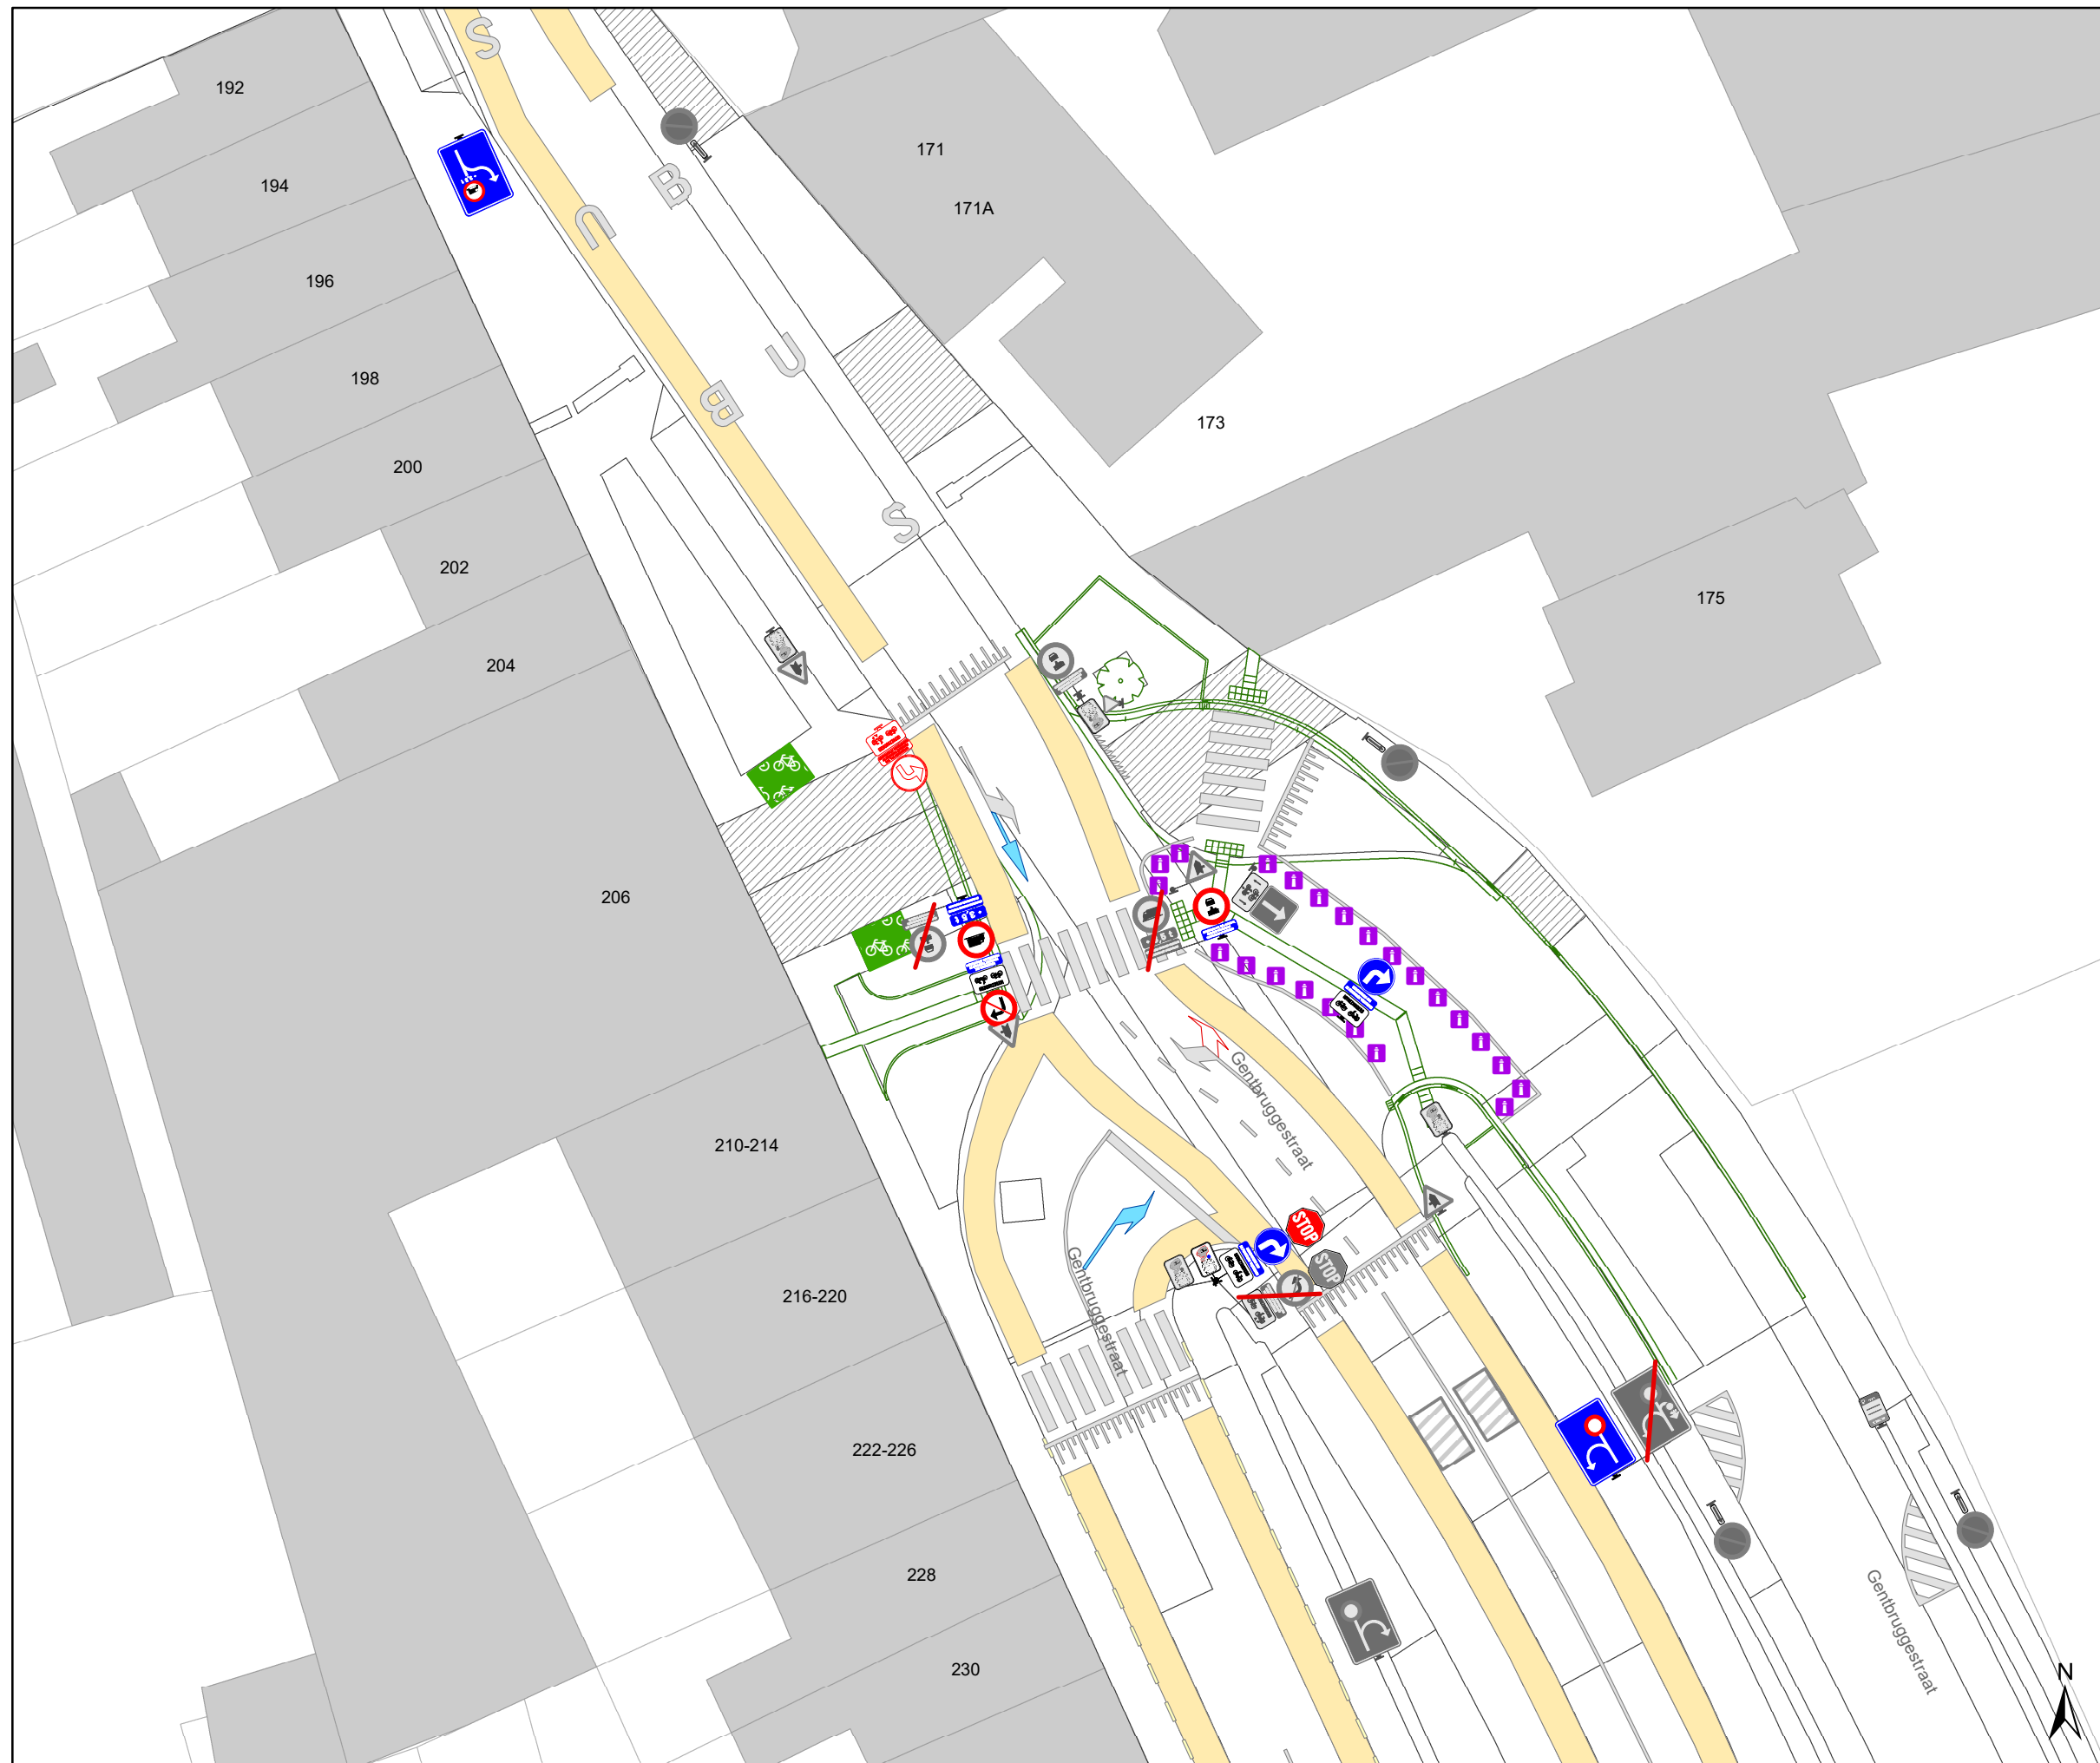 192
194
196
198
200
202
204
206
210-214
216-220
222-226
228
230
171
171A
173
175
S
U
B
B
U
S
STOP
STOP
Gentbruggestraat
Gentbruggestraat
Gentbruggestraat
N